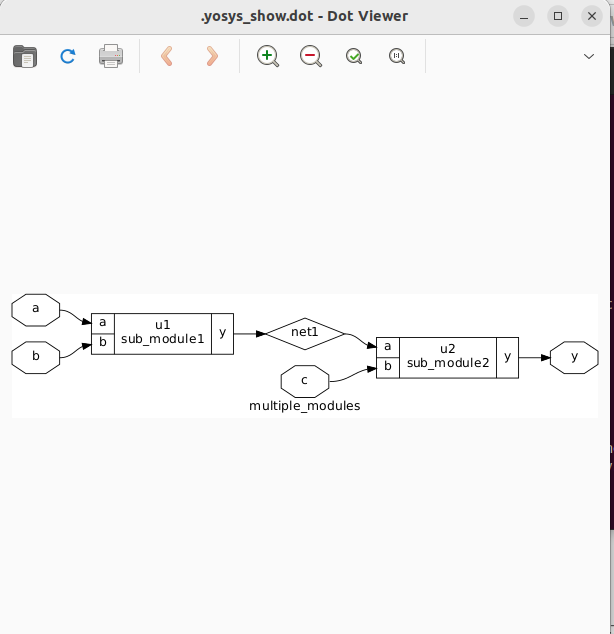 .yosys_show.dot - Dot Viewer
a
b
a
b
u1
sub_module1
y
net1
c
a
b
u2
sub_module2
y
y
multiple_modules